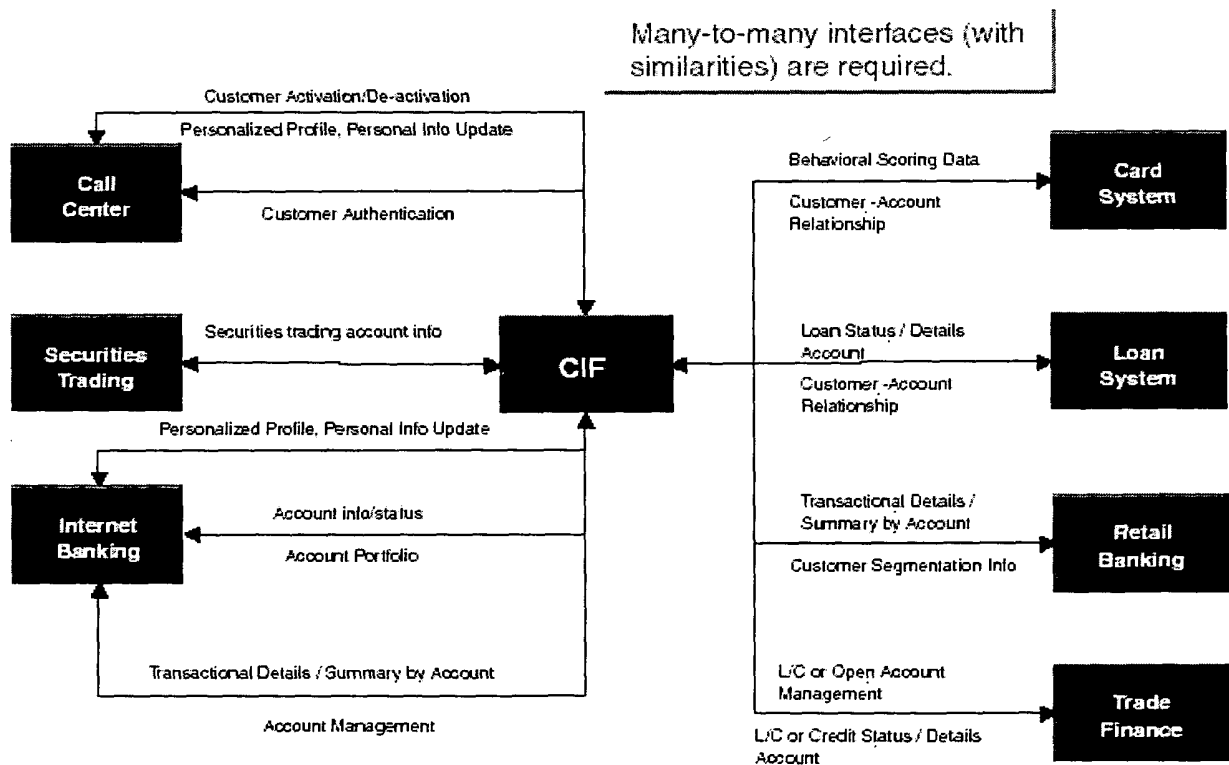 Many-to-many interfaces (with
similarities) are required.
Customer Activation/De-activation
Personalized Profile, Personal Info Update
Call
Center
Customer Authentication
Securities trading account info
Securities
Trading
CIF
Personalized Profile, Personal Info Update
Internet
Banking
Account info/status
Account Portfolio
Transactional Details / Summary by Account
Account Management
Behavioral Scoring Data
Customer -Account
Relationship
Card
System
Loan Status / Details
Account
Customer -Account
Relationship
Loan
System
Transactional Details /
Summary by Account
Customer Segmentation Info
Retail
Banking
L/C or Open Account
Management
L/C or Credit Status / Details
Account
Trade
Finance